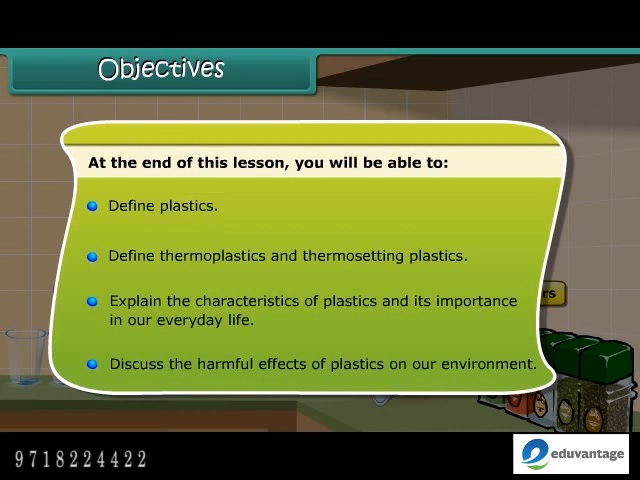 Objectives
At the end of this lesson, you will be able to:
Define plastics.
Define thermoplastics and thermosetting plastics.
Explain the characteristics of plastics and its importance
in our everyday life.
Discuss the harmful effects of plastics on our environment.
9718224422
eduvantage